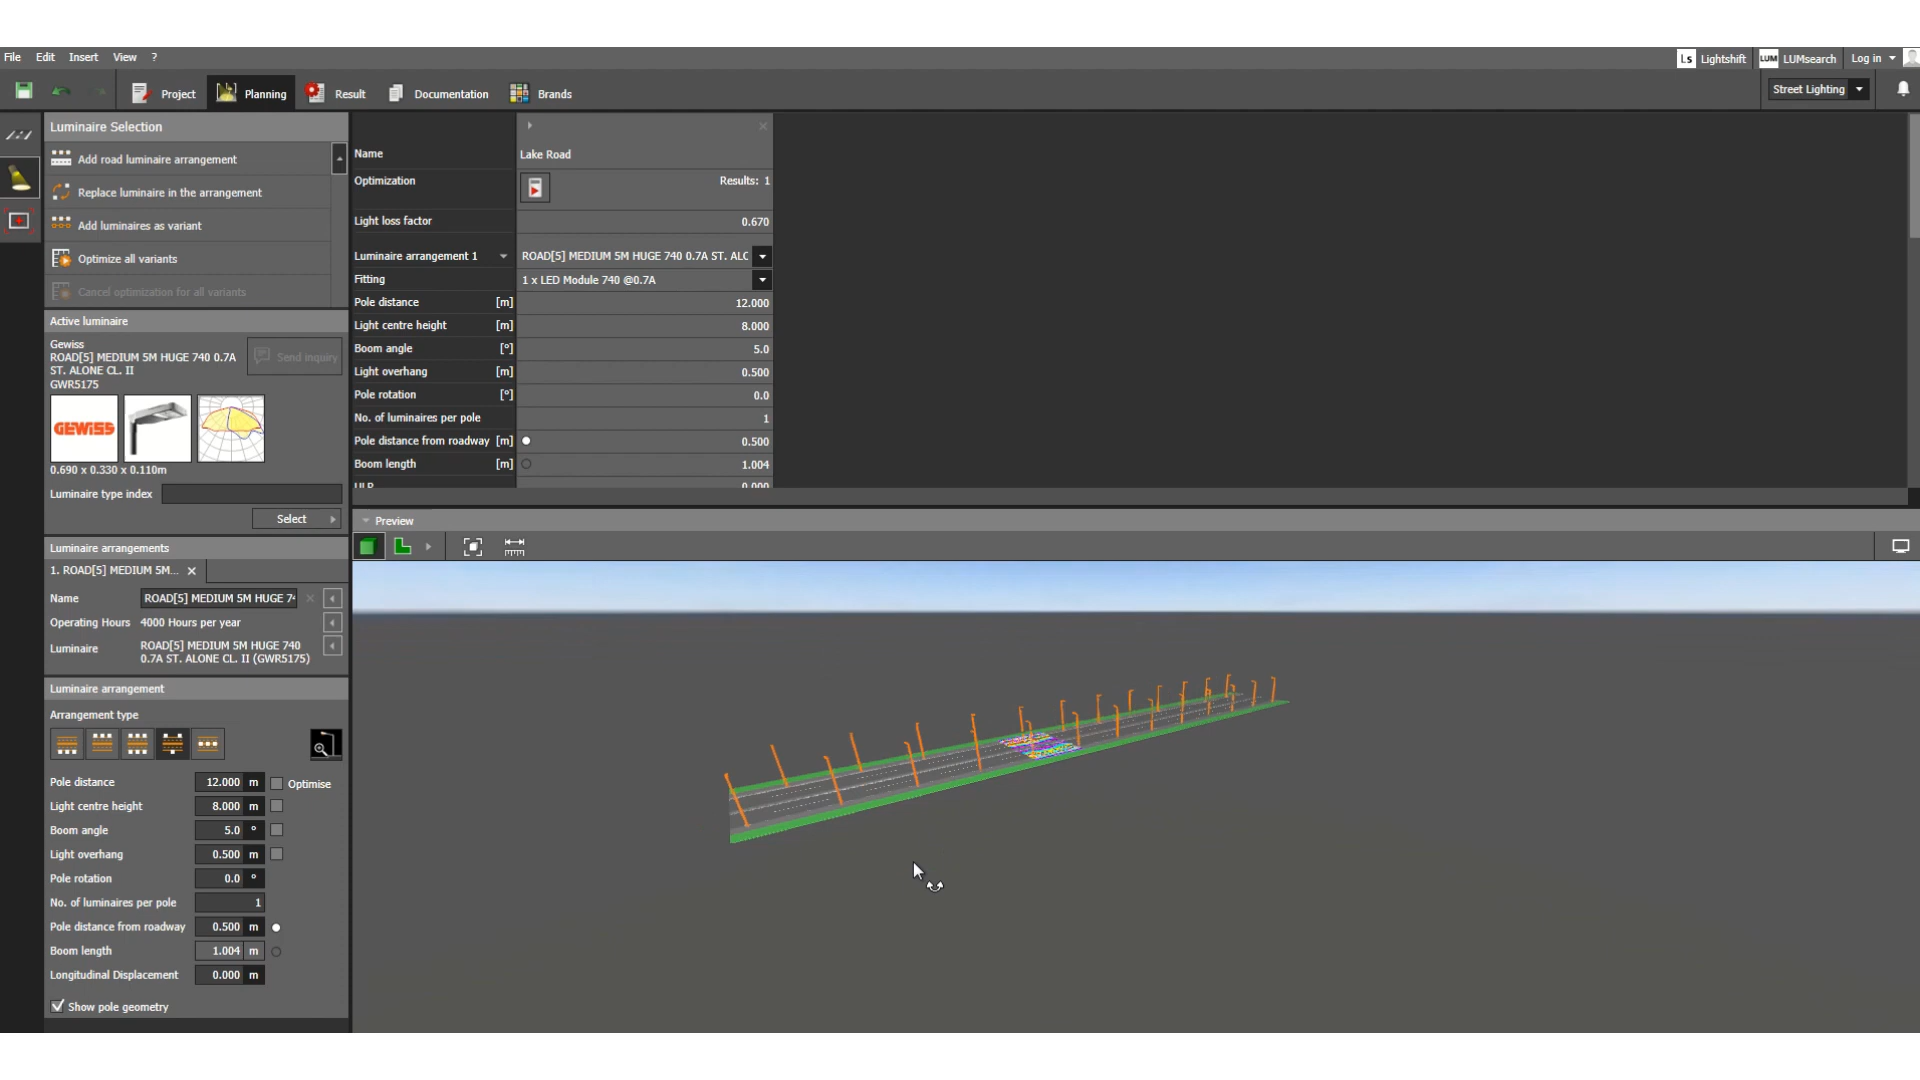 File Edit Insert View ?
Ls Lightshift LUM LUMsearch Log in
Project Planning Result Documentation Brands
Street Lighting
Luminaire Selection
Add road luminaire arrangement
Replace luminaire in the arrangement
Add luminaires as variant
Optimize all variants
Cancel optimization for all variants
Active luminaire
Gewiss
ROAD[5] MEDIUM 5M HUGE 740 0.7A
ST. ALONE CL. II
GWR5175
Send inquiry
GEWISS
0.690 x 0.330 x 0.110m
Luminaire type index
Select
Luminaire arrangements
1. ROAD[5] MEDIUM 5M...
Name ROAD[5] MEDIUM 5M HUGE 74
Operating Hours 4000 Hours per year
Luminaire ROAD[5] MEDIUM 5M HUGE 740
0.7A ST. ALONE CL. II (GWR5175)
Luminaire arrangement
Arrangement type
Pole distance 12.000 m Optimise
Light centre height 8.000 m
Boom angle 5.0 °
Light overhang 0.500 m
Pole rotation 0.0 °
No. of luminaires per pole 1
Pole distance from roadway 0.500 m
Boom length 1.004 m
Longitudinal Displacement 0.000 m
Show pole geometry
Name Lake Road
Optimization Results: 1
Light loss factor 0.670
Luminaire arrangement 1 ROAD[5] MEDIUM 5M HUGE 740 0.7A ST. ALC
Fitting 1 x LED Module 740 @0.7A
Pole distance [m] 12.000
Light centre height [m] 8.000
Boom angle [°] 5.0
Light overhang [m] 0.500
Pole rotation [°] 0.0
No. of luminaires per pole 1
Pole distance from roadway [m] 0.500
Boom length [m] 1.004
ULR 0.000
Preview